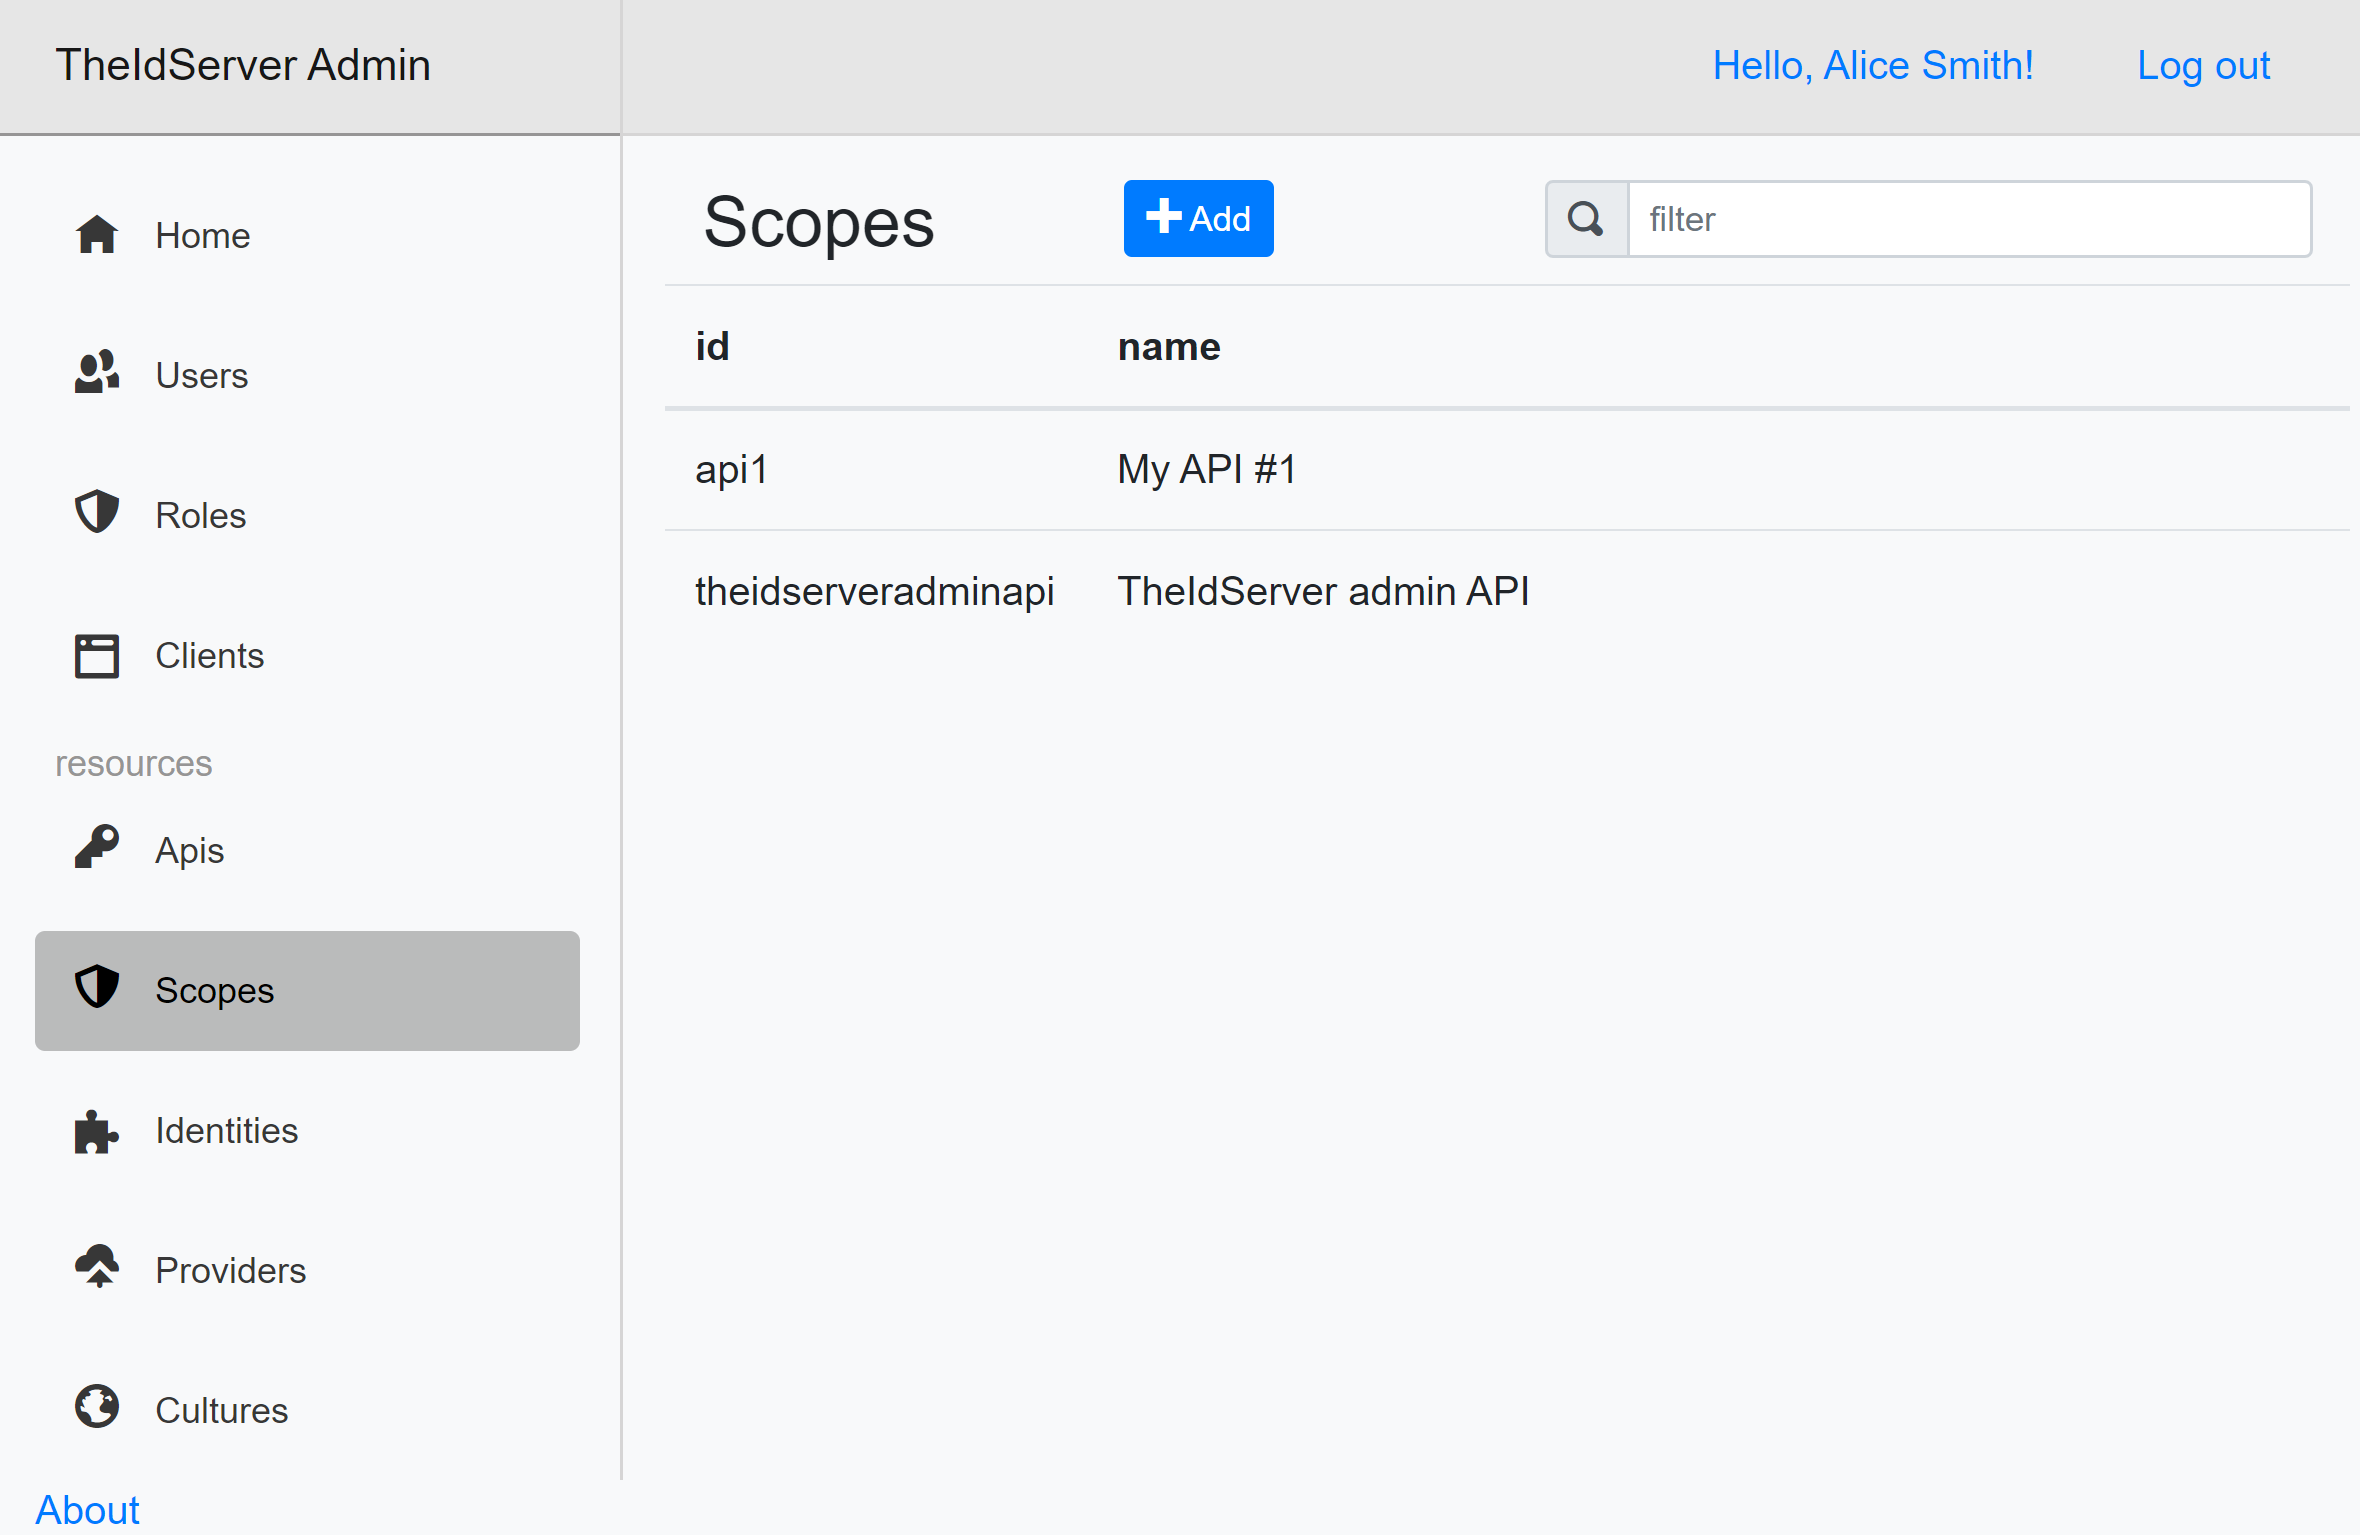 TheIdServer Admin
Hello, Alice Smith!
Log out
Home
Users
Roles
Clients
resources
Apis
Scopes
Identities
Providers
Cultures
About
Scopes
Add
filter
id name
api1 My API #1
theidserveradminapi TheIdServer admin API